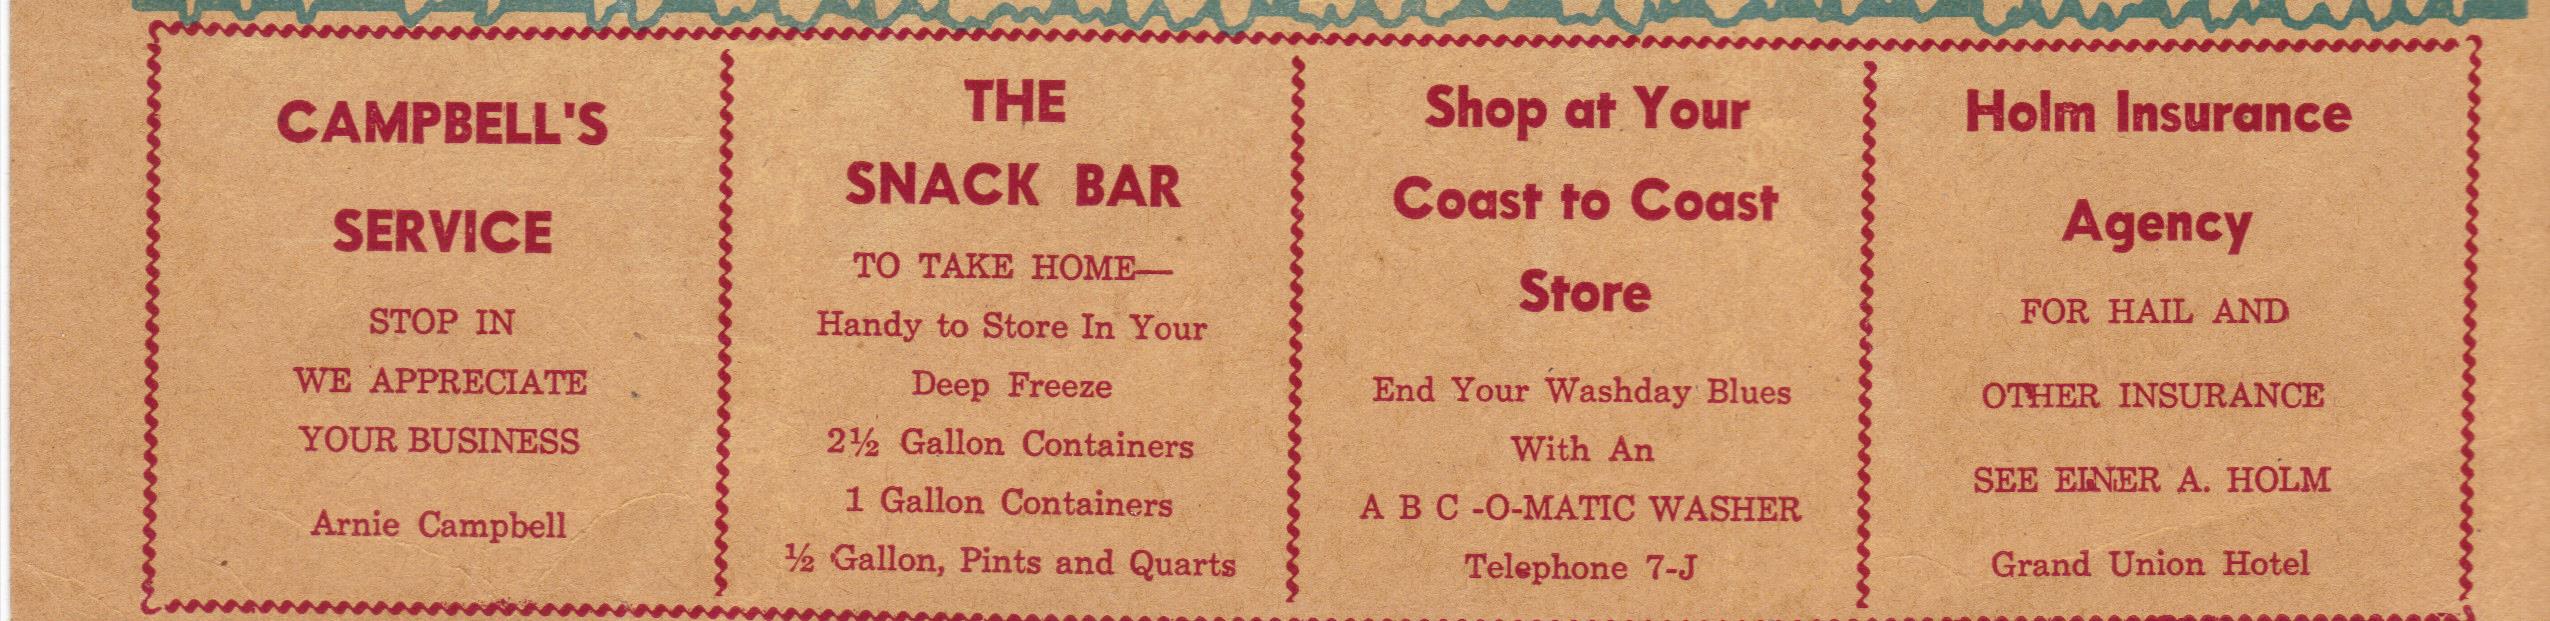 CAMPBELL'S
SERVICE
STOP IN
WE APPRECIATE
YOUR BUSINESS
Arnie Campbell
THE
SNACK BAR
TO TAKE HOME—
Handy to Store In Your
Deep Freeze
2½ Gallon Containers
1 Gallon Containers
½ Gallon, Pints and Quarts
Shop at Your
Coast to Coast
Store
End Your Washday Blues
With An
A B C -O-MATIC WASHER
Telephone 7-J
Holm Insurance
Agency
FOR HAIL AND
OTHER INSURANCE
SEE EINER A. HOLM
Grand Union Hotel